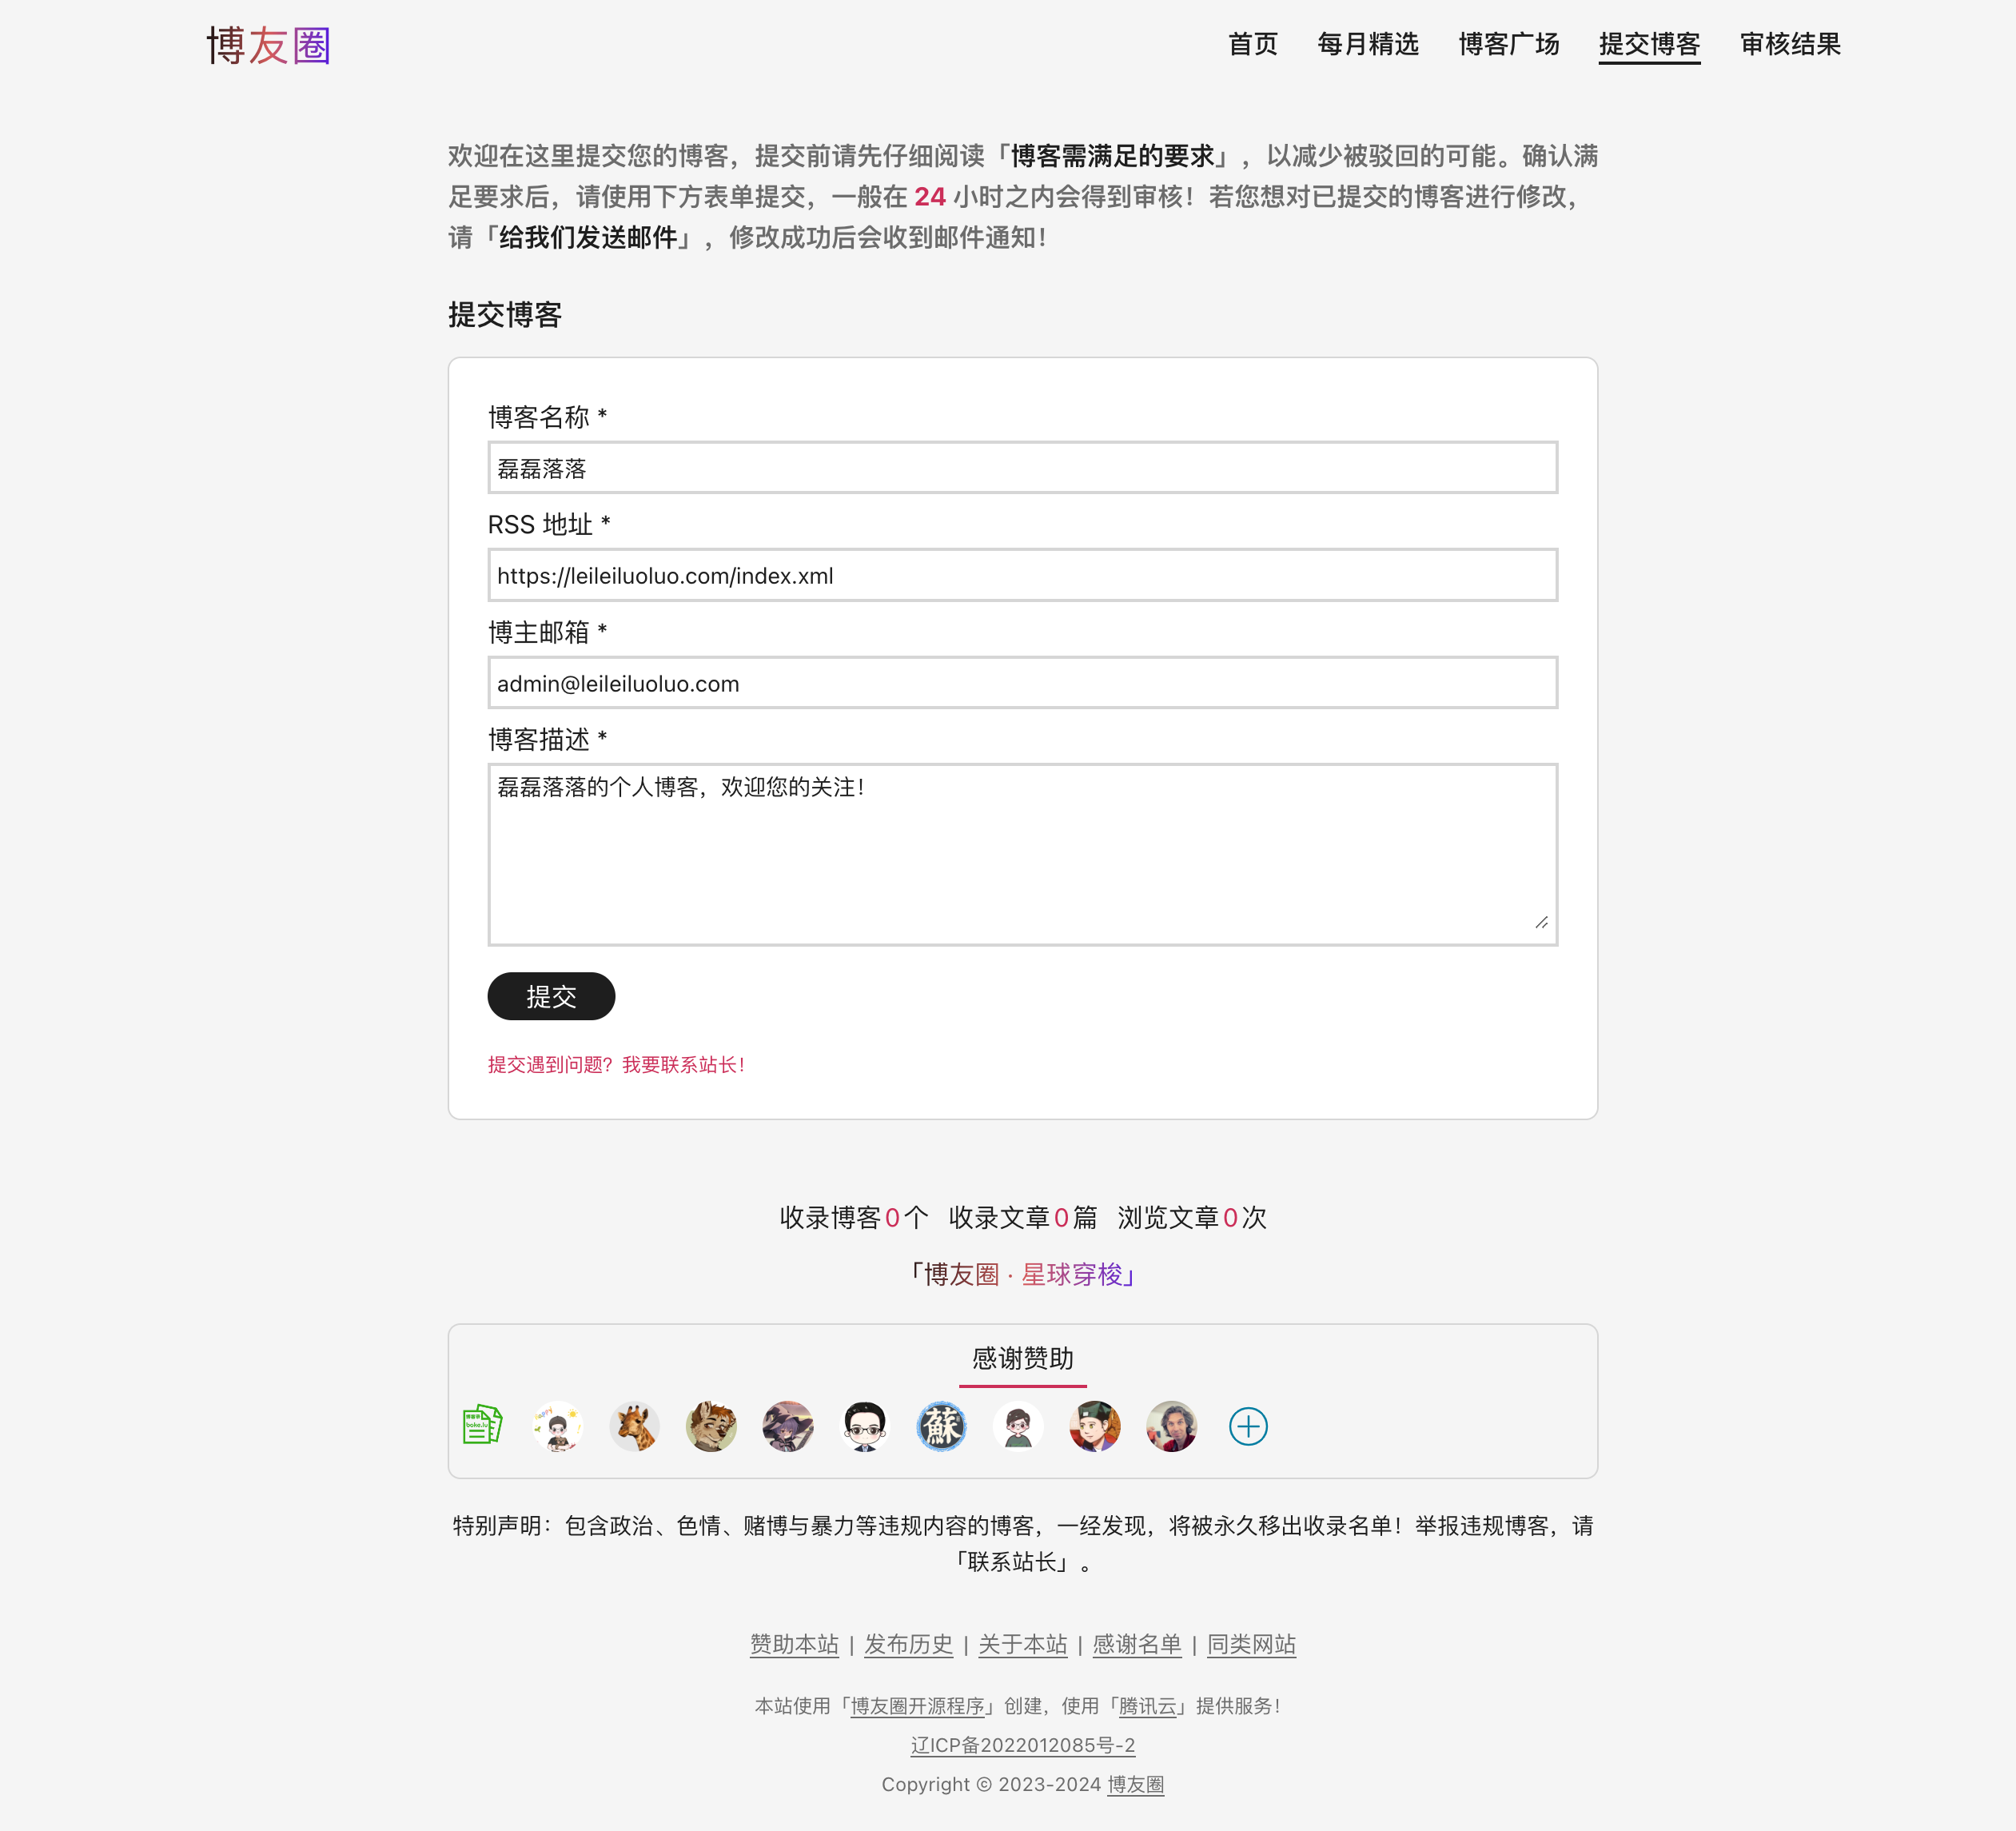 博友圈
首页 每月精选 博客广场 提交博客 审核结果
欢迎在这里提交您的博客，提交前请先仔细阅读「博客需满足的要求」，以减少被驳回的可能。确认满
足要求后，请使用下方表单提交，一般在 24 小时之内会得到审核！若您想对已提交的博客进行修改，
请「给我们发送邮件」，修改成功后会收到邮件通知！
提交博客
博客名称 *
磊磊落落
RSS 地址 *
https://leileiluoluo.com/index.xml
博主邮箱 *
admin@leileiluoluo.com
博客描述 *
磊磊落落的个人博客，欢迎您的关注！
提交
提交遇到问题？我要联系站长！
收录博客0个 收录文章0篇 浏览文章0次
「博友圈 · 星球穿梭」
感谢赞助
boke.lu
蘇
特别声明：包含政治、色情、赌博与暴力等违规内容的博客，一经发现，将被永久移出收录名单！举报违规博客，请
「联系站长」。
赞助本站 | 发布历史 | 关于本站 | 感谢名单 | 同类网站
本站使用「博友圈开源程序」创建，使用「腾讯云」提供服务！
辽ICP备2022012085号-2
Copyright © 2023-2024 博友圈